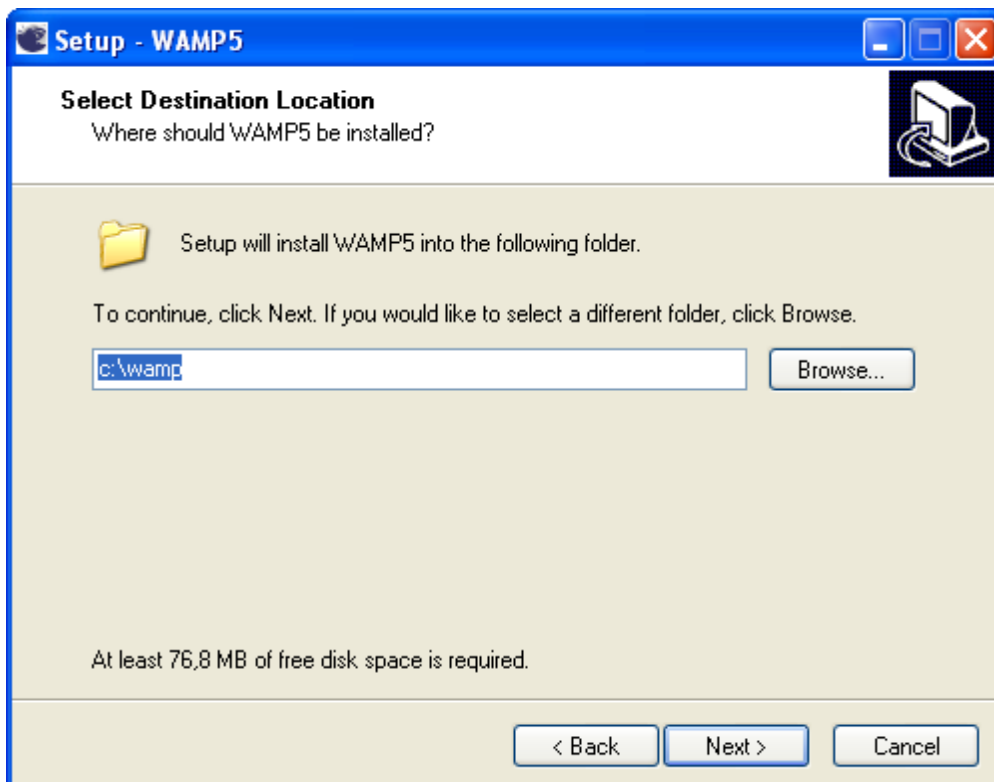 Setup - WAMP5
Select Destination Location
Where should WAMP5 be installed?
Setup will install WAMP5 into the following folder.
To continue, click Next. If you would like to select a different folder, click Browse.
c:\wamp
Browse...
At least 76,8 MB of free disk space is required.
< Back
Next >
Cancel